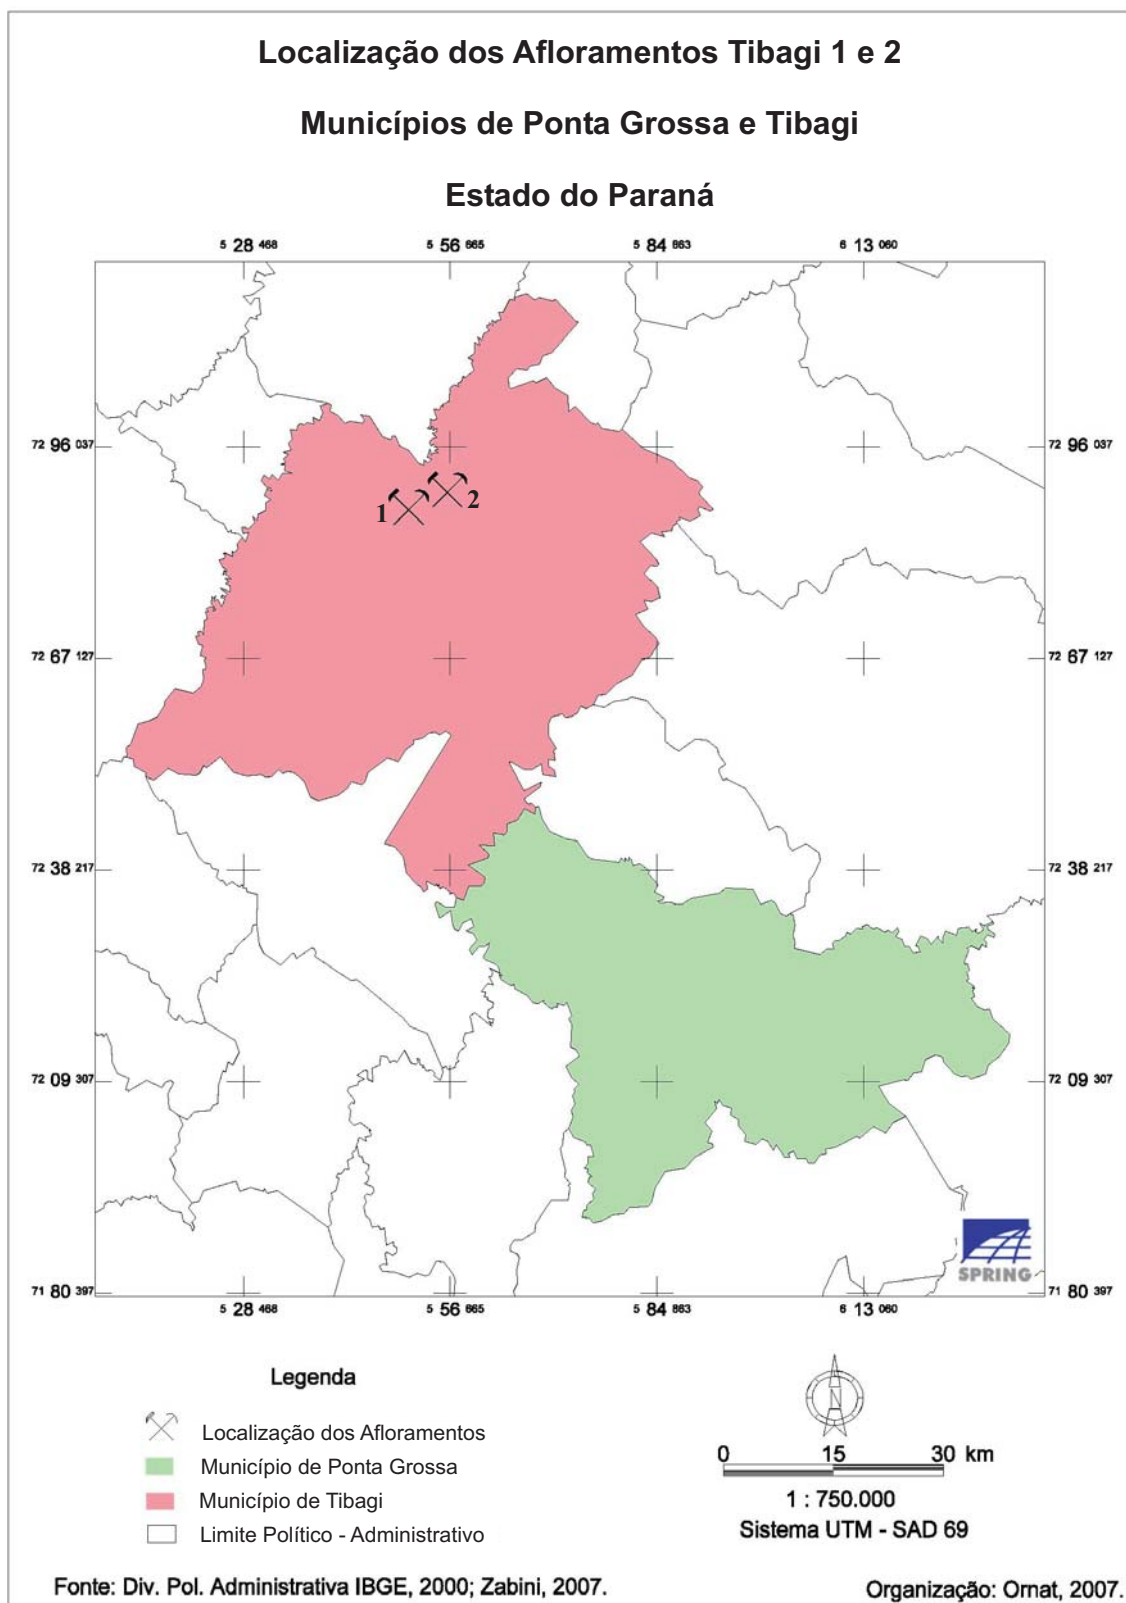 Localização dos Afloramentos Tibagi 1 e 2
Municípios de Ponta Grossa e Tibagi
Estado do Paraná
5 28 468 5 56 665 5 84 863 6 13 060
72 96 037 72 96 037
1 2
72 67 127 72 67 127
72 38 217 72 38 217
72 09 307 72 09 307
SPRING
71 80 397 71 80 397
5 28 468 5 56 665 5 84 863 6 13 060
Legenda
Localização dos Afloramentos
Município de Ponta Grossa
Município de Tibagi
Limite Político - Administrativo
N
0 15 30 km
1 : 750.000
Sistema UTM - SAD 69
Fonte: Div. Pol. Administrativa IBGE, 2000; Zabini, 2007.
Organização: Ornat, 2007.